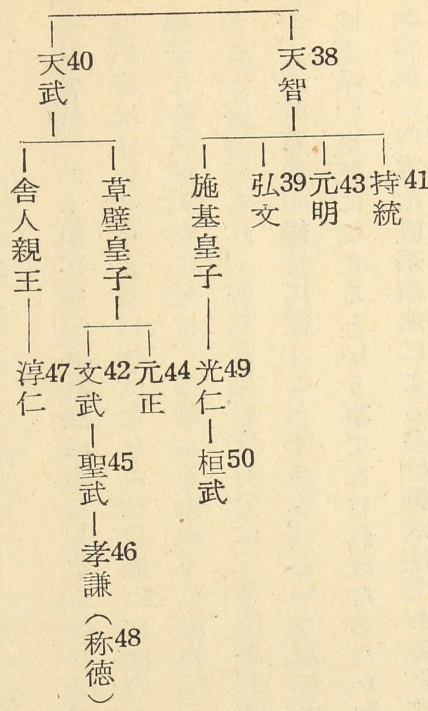 天智38
持統41
元明43
弘文39
施基皇子
光仁49
桓武50
天武40
草壁皇子
元正44
文武42
聖武45
孝謙46
（称徳48）
舎人親王
淳仁47